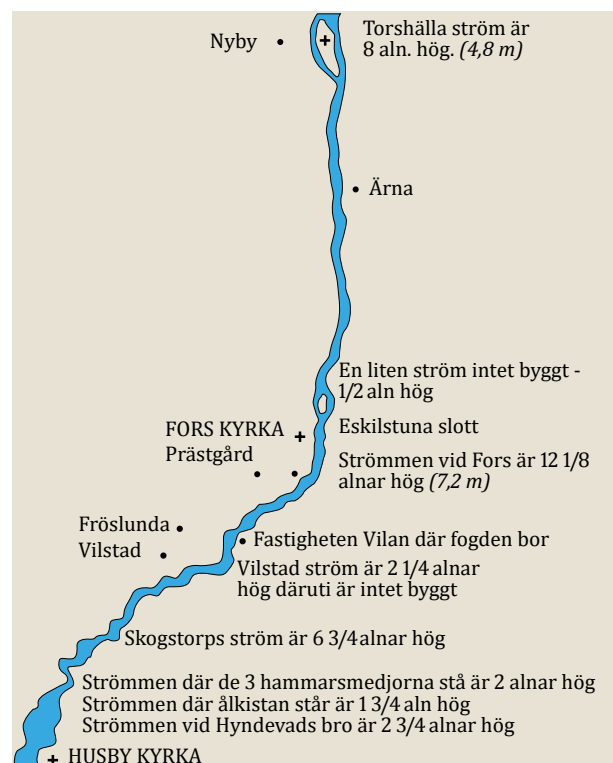 Torshälla ström är
8 aln. hög. (4,8 m)
Nyby
Ärna
En liten ström intet byggt -
1/2 aln hög
FORS KYRKA
Prästgård
Eskilstuna slott
Strömmen vid Fors är 12 1/8
alnar hög (7,2 m)
Fröslunda
Vilstad
Fastigheten Vilan där fogden bor
Vilstad ström är 2 1/4 alnar
hög däruti är intet byggt
Skogstorps ström är 6 3/4 alnar hög
Strömmen där de 3 hammarsmedjorna stå är 2 alnar hög
Strömmen där ålkistan står är 1 3/4 aln hög
Strömmen vid Hyndevads bro är 2 3/4 alnar hög
HUSBY KYRKA